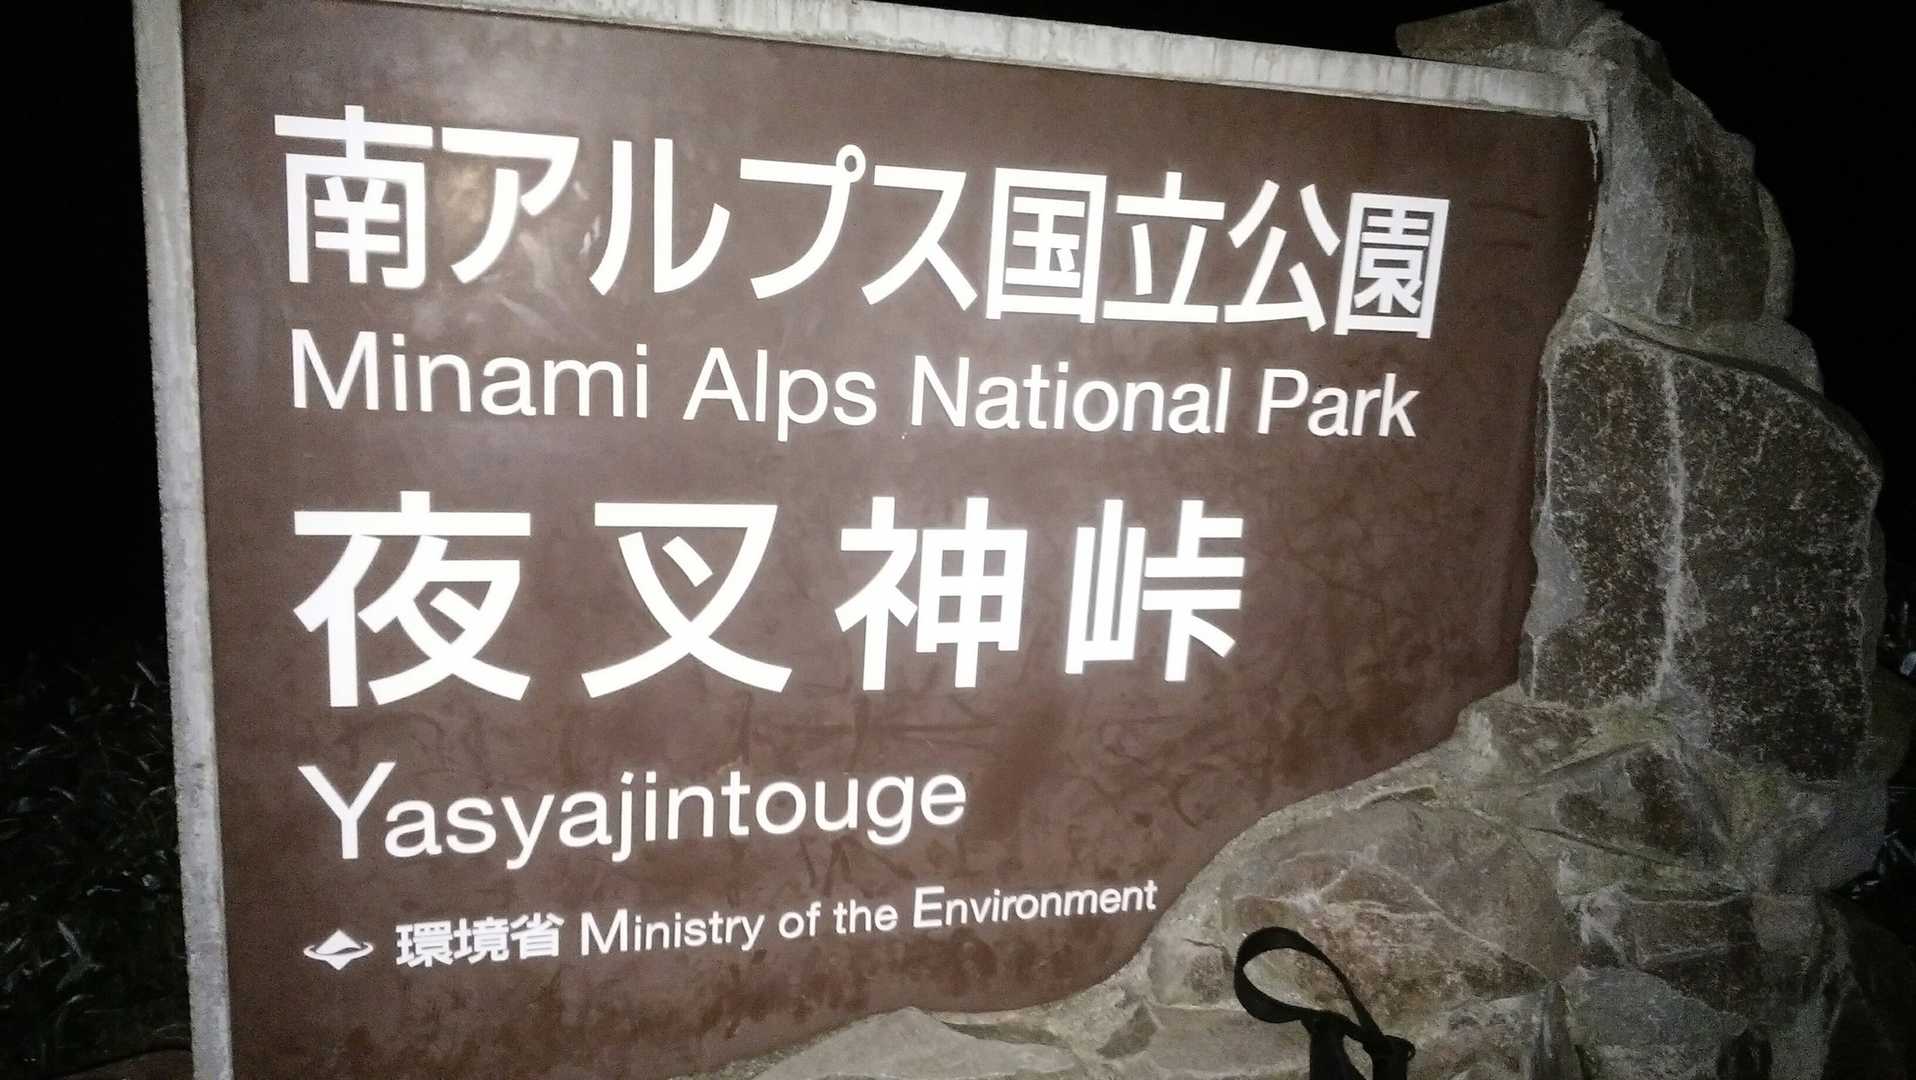 南アルプス国立公園
Minami Alps National Park
夜叉神峠
Yasyajintouge
環境省 Ministry of the Environment